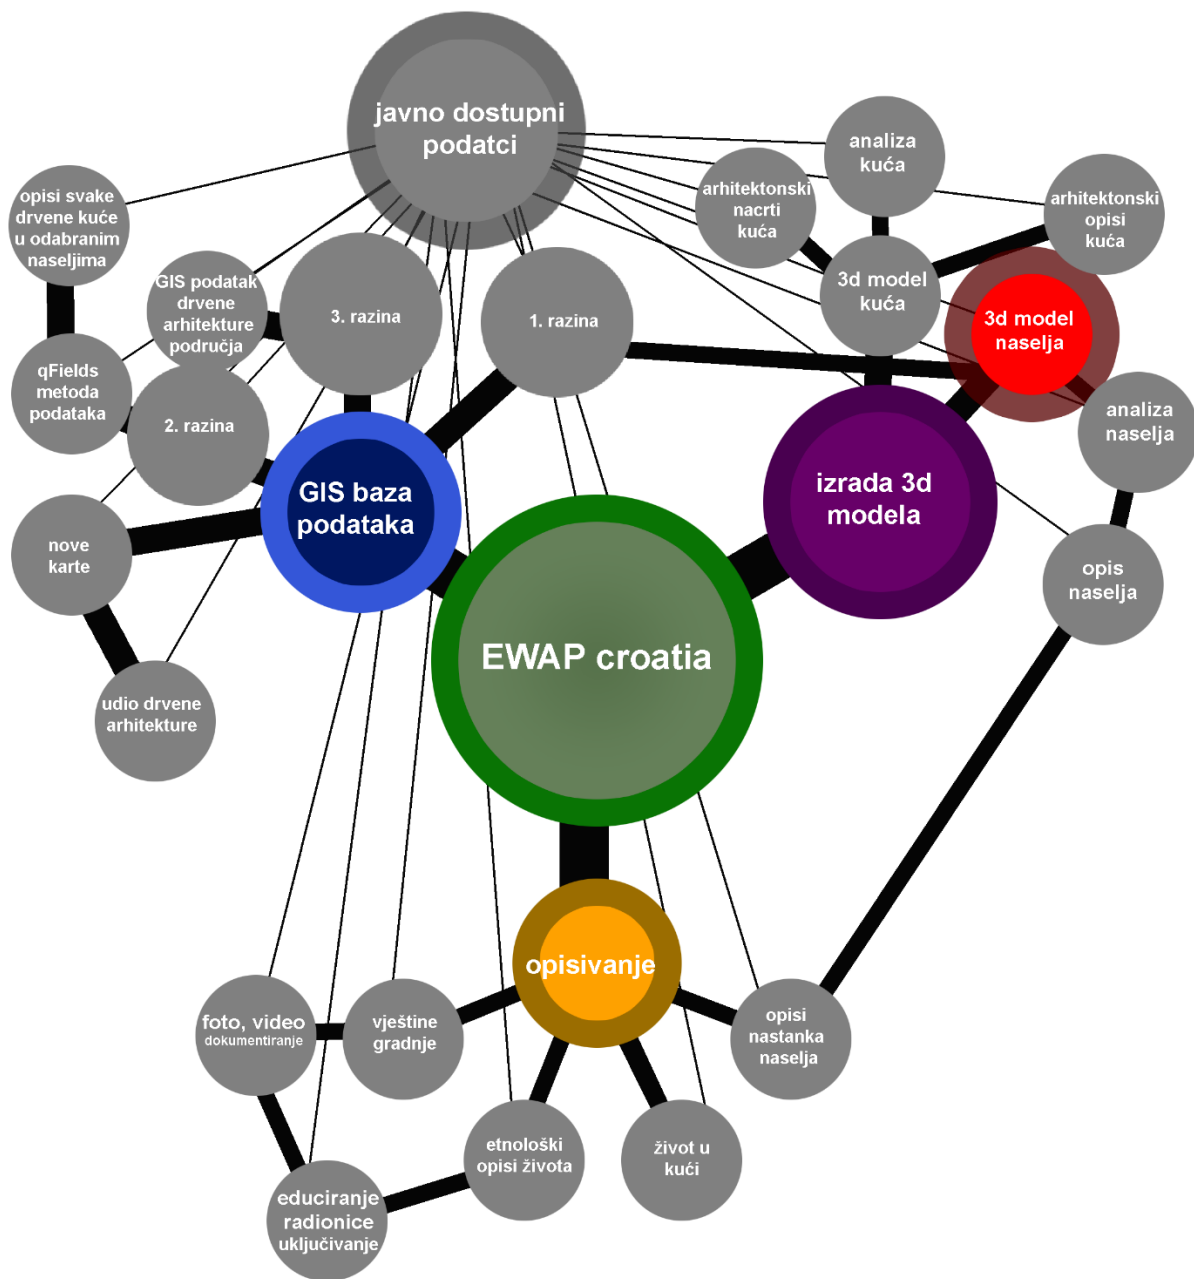 javno dostupni
podatci
analiza
kuća
arhitektonski
nacrti
kuća
arhitektonski
opisi
kuća
opisi svake
drvene kuće
u odabranim
naseljima
GIS podatak
drvene
arhitekture
područja
3. razina
1. razina
3d model
kuća
3d model
naselja
qFields
metoda
podataka
2. razina
analiza
naselja
GIS baza
podataka
izrada 3d
modela
nove
karte
opis
naselja
EWAP croatia
udio drvene
arhitekture
opisivanje
foto, video
dokumentiranje
vještine
gradnje
opisi
nastanka
naselja
etnološki
opisi života
život u
kući
educiranje
radionice
uključivanje